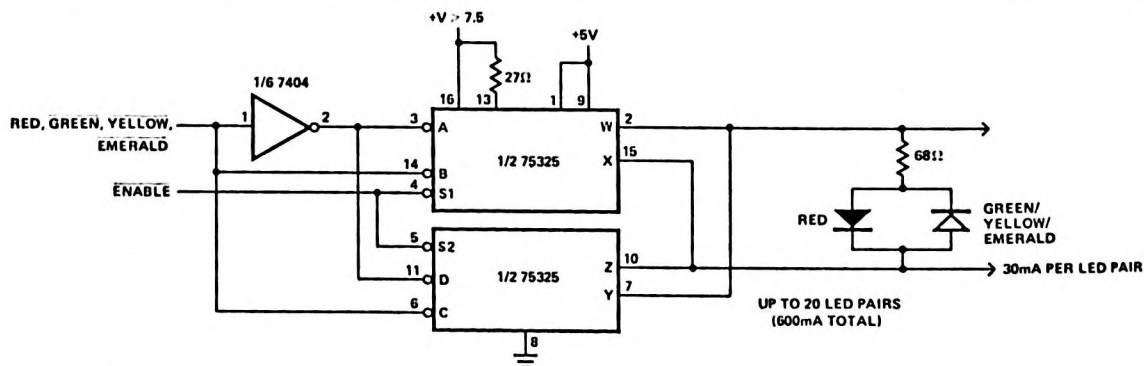 +V > 7.5
+5V
27Ω
1/6 7404
16
13
1
9
RED, GREEN, YELLOW,
EMERALD
1
2
3
A
W
2
1/2 75325
X
15
14
B
ENABLE
4
S1
68Ω
RED
GREEN/
YELLOW/
EMERALD
5
S2
11
D
1/2 75325
Z
10
30mA PER LED PAIR
6
C
Y
7
UP TO 20 LED PAIRS
(600mA TOTAL)
8